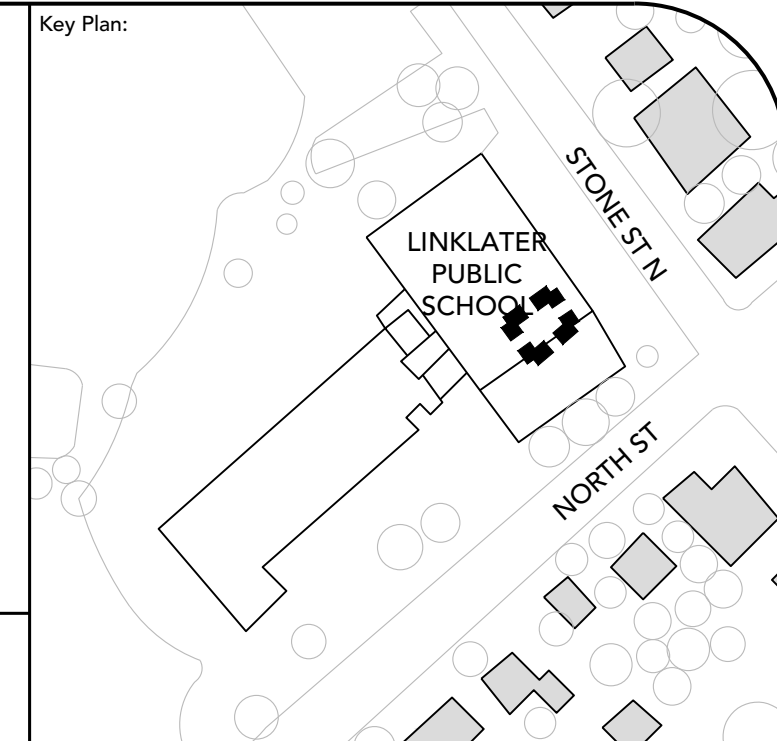 Key Plan:
STONE ST N
LINKLATER
PUBLIC
SCHOOL
NORTH ST